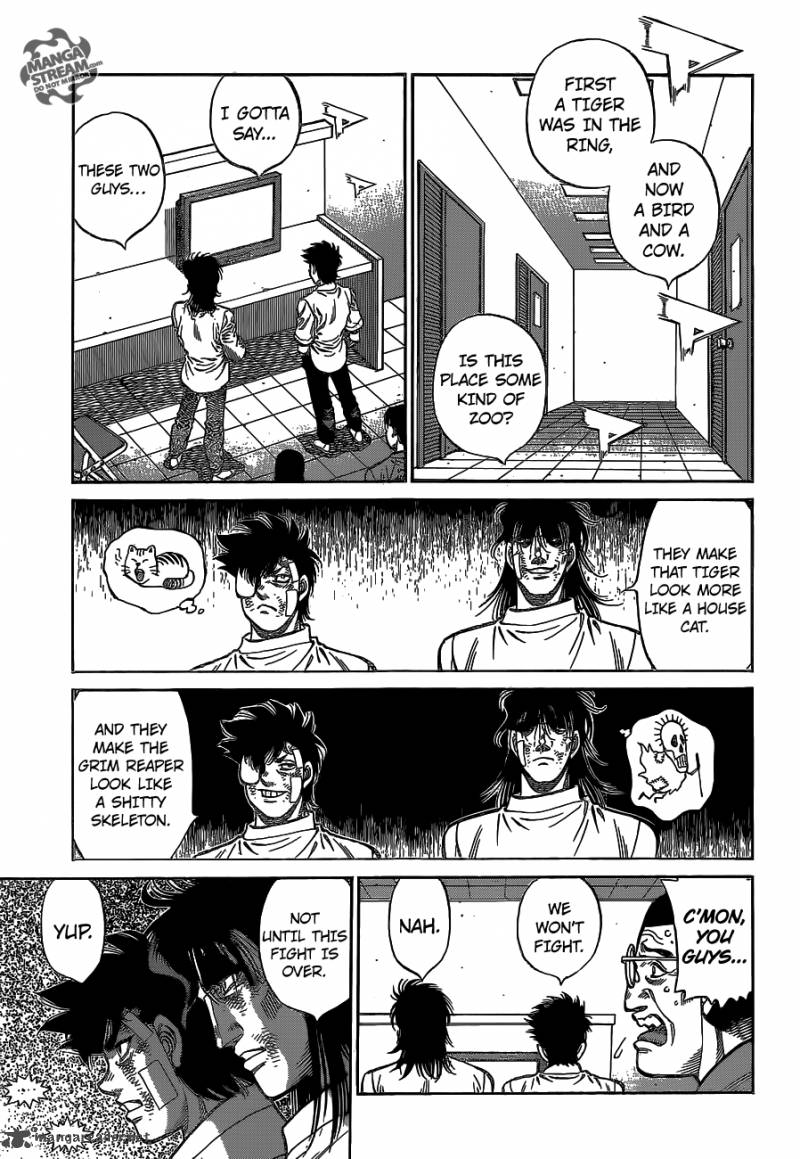 MANGA
STREAM.com
DO NOT MIRROR
FIRST
A TIGER
WAS IN THE
RING,
AND
NOW
A BIRD
AND A
COW.
IS THIS
PLACE SOME
KIND OF
ZOO?
I GOTTA
SAY...
THESE TWO
GUYS...
THEY MAKE
THAT TIGER
LOOK MORE
LIKE A HOUSE
CAT.
AND THEY
MAKE THE
GRIM REAPER
LOOK LIKE
A SHITTY
SKELETON.
C'MON,
YOU
GUYS...
WE
WON'T
FIGHT.
NAH.
NOT
UNTIL THIS
FIGHT IS
OVER.
YUP.